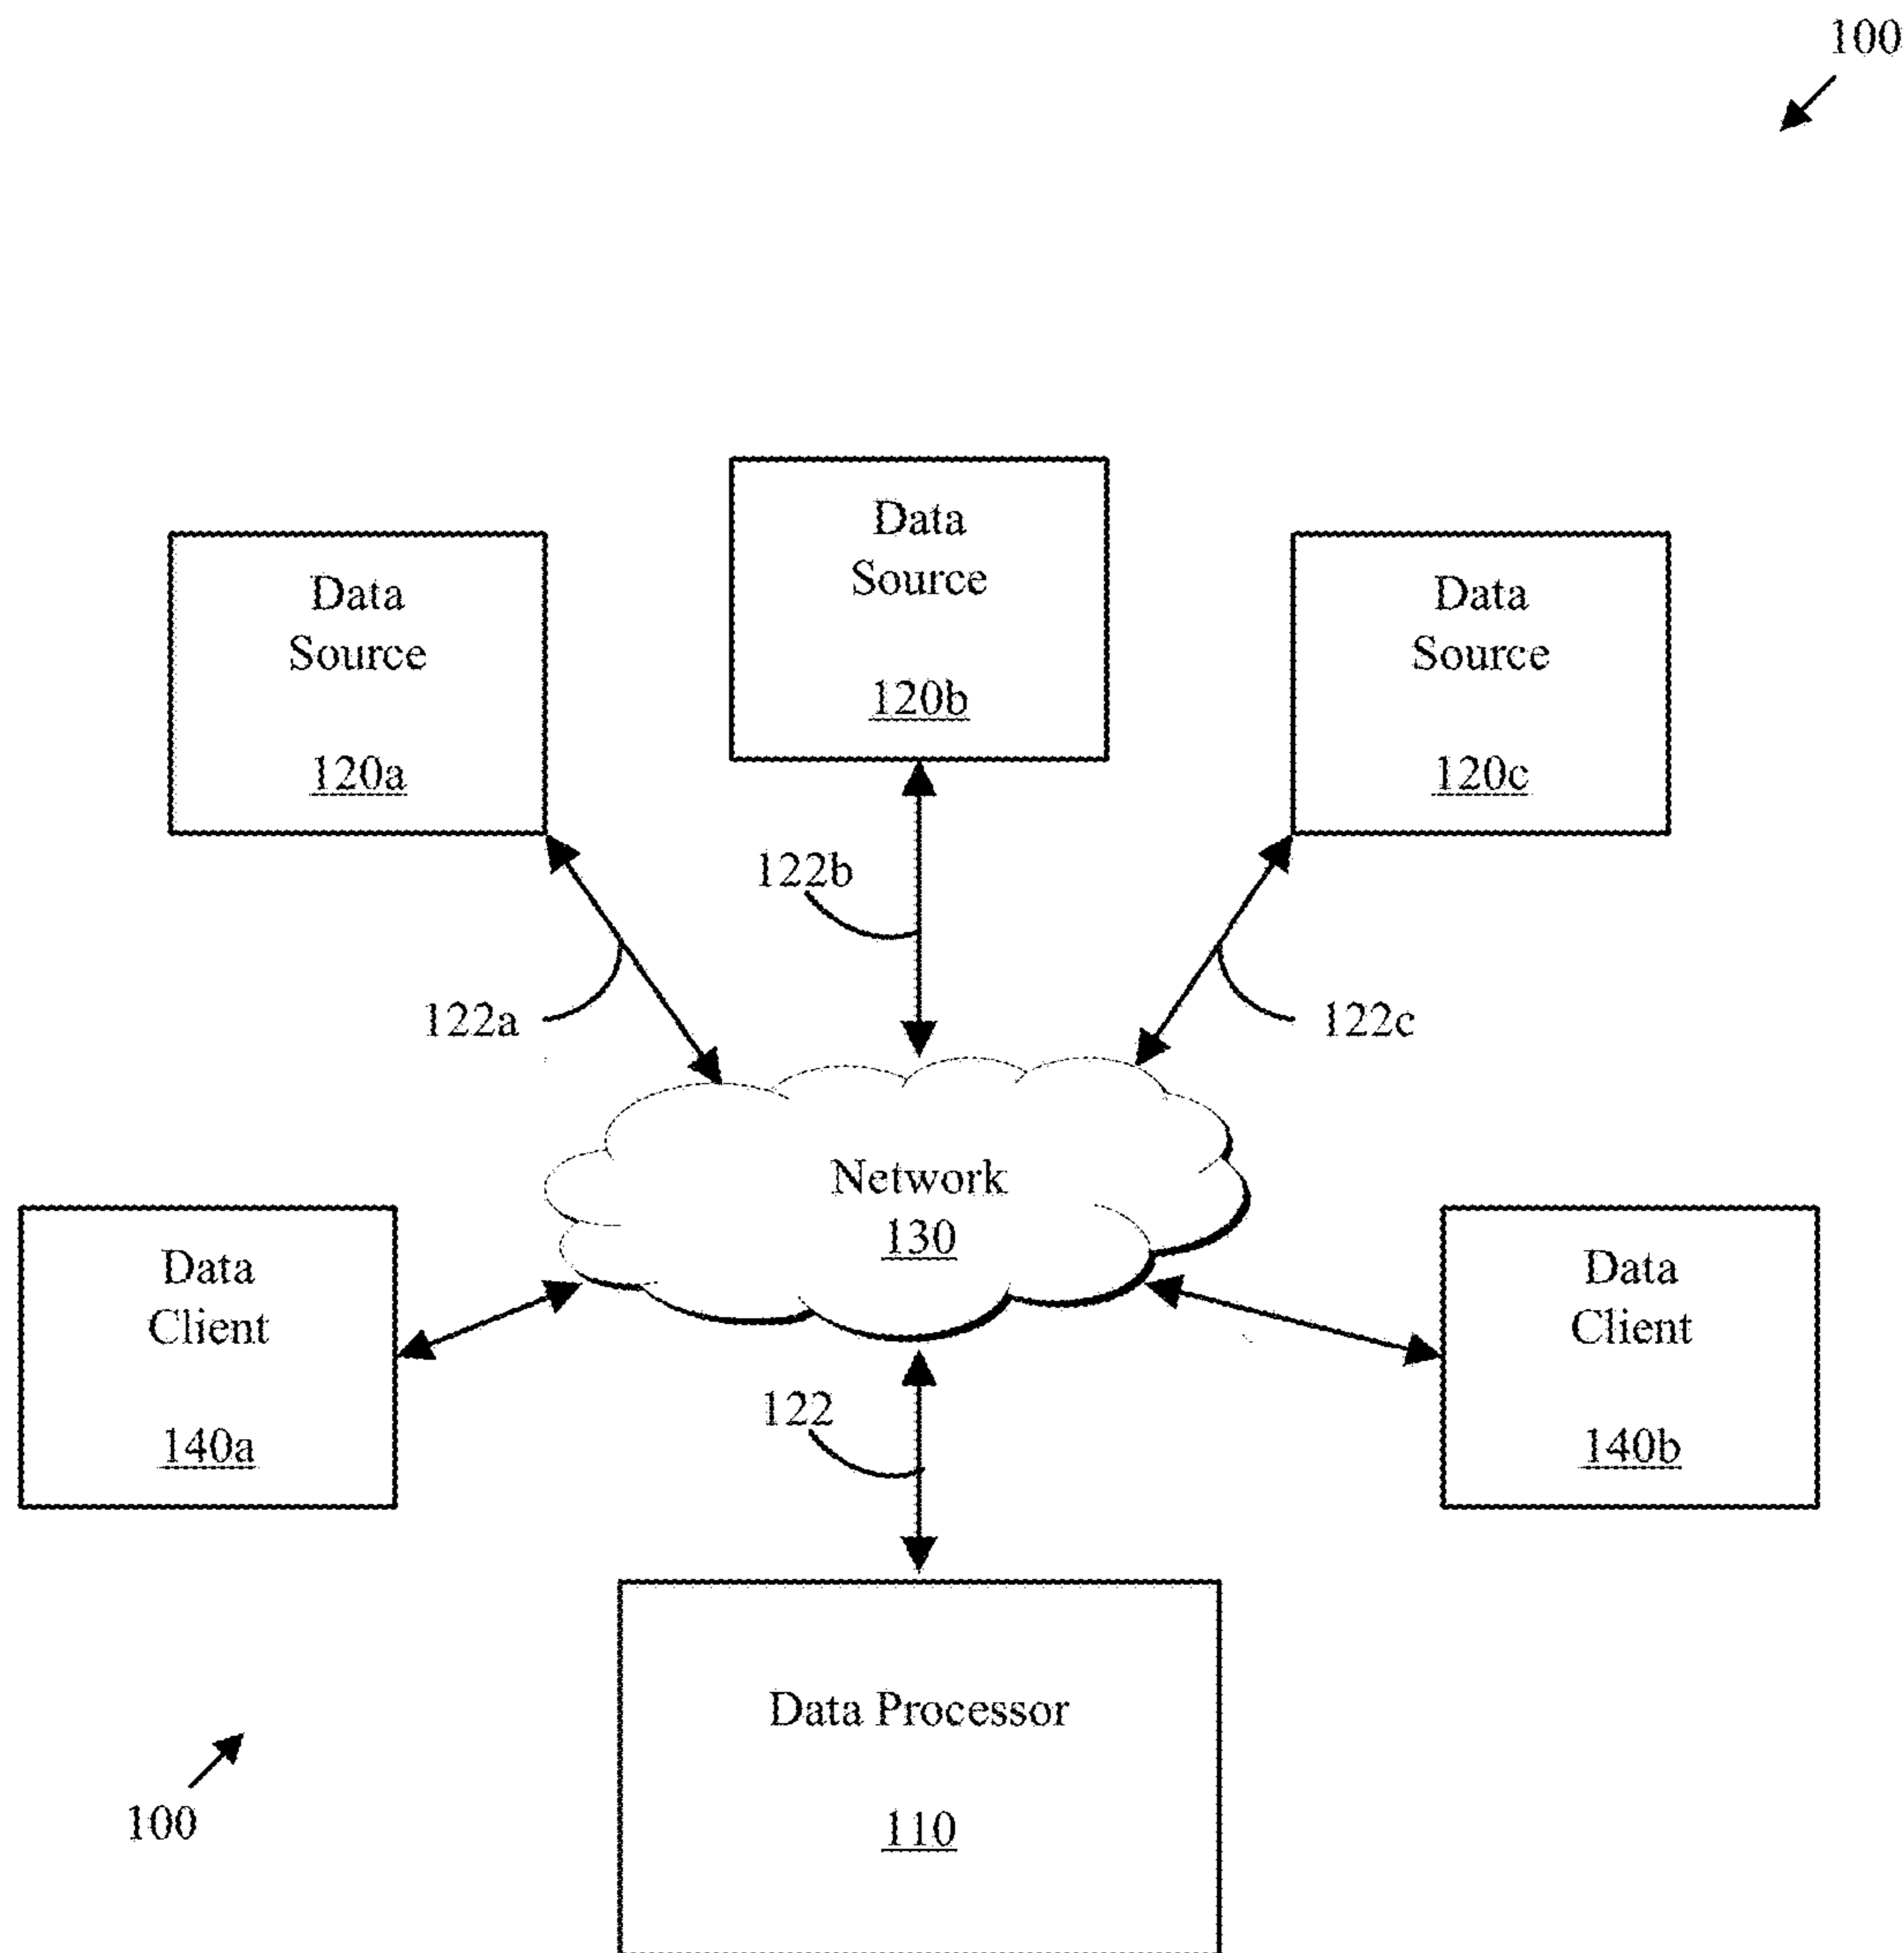 100
Data
Source
120a
Data
Source
120b
Data
Source
120c
122a
122b
122c
Network
130
Data
Client
140a
Data
Client
140b
122
Data Processor
110
100